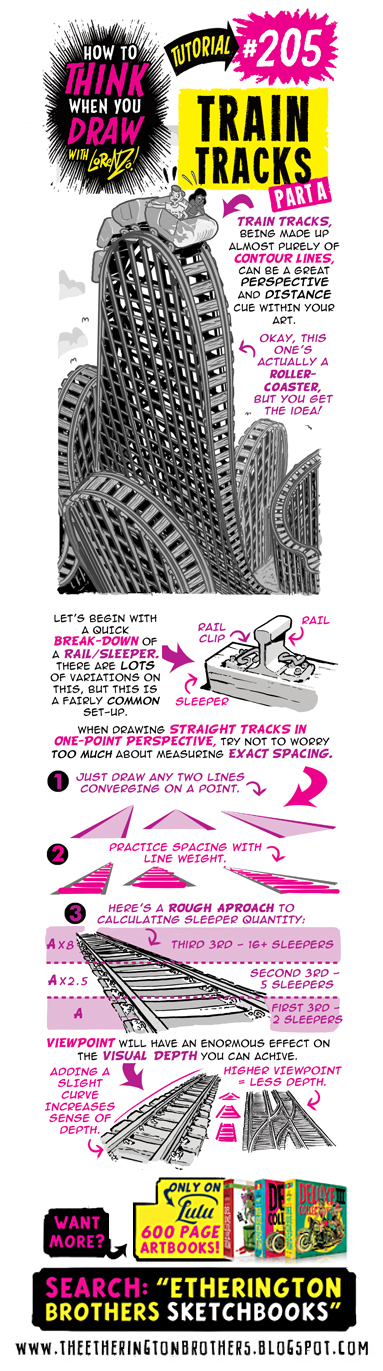 HOW TO
THINK
WHEN YOU
DRAW
WITH LORENZO!
TUTORIAL
#205
TRAIN
TRACKS
PART A
TRAIN TRACKS,
BEING MADE UP
ALMOST PURELY OF
CONTOUR LINES,
CAN BE A GREAT
PERSPECTIVE
AND DISTANCE
CUE WITHIN YOUR
ART.
OKAY, THIS
ONE'S
ACTUALLY A
ROLLER-
COASTER,
BUT YOU GET
THE IDEA!
LET'S BEGIN WITH
A QUICK
BREAK-DOWN OF
A RAIL/SLEEPER.
THERE ARE LOTS
OF VARIATIONS ON
THIS, BUT THIS IS
A FAIRLY COMMON
SET-UP.
RAIL
CLIP
RAIL
SLEEPER
WHEN DRAWING STRAIGHT TRACKS IN
ONE-POINT PERSPECTIVE, TRY NOT TO WORRY
TOO MUCH ABOUT MEASURING EXACT SPACING.
1 JUST DRAW ANY TWO LINES
CONVERGING ON A POINT.
2 PRACTICE SPACING WITH
LINE WEIGHT.
3 HERE'S A ROUGH APROACH TO
CALCULATING SLEEPER QUANTITY:
A x 8
THIRD 3RD – 16+ SLEEPERS
A x 2.5
SECOND 3RD –
5 SLEEPERS
A
FIRST 3RD –
2 SLEEPERS
VIEWPOINT WILL HAVE AN ENORMOUS EFFECT ON
THE VISUAL DEPTH YOU CAN ACHIVE.
ADDING A
SLIGHT
CURVE
INCREASES
SENSE OF
DEPTH.
HIGHER VIEWPOINT
= LESS DEPTH.
WANT
MORE?
ONLY ON
Lulu
600 PAGE
ARTBOOKS!
DELUXE III
SEARCH: "ETHERINGTON
BROTHERS SKETCHBOOKS"
WWW.THEETHERINGTONBROTHERS.BLOGSPOT.COM